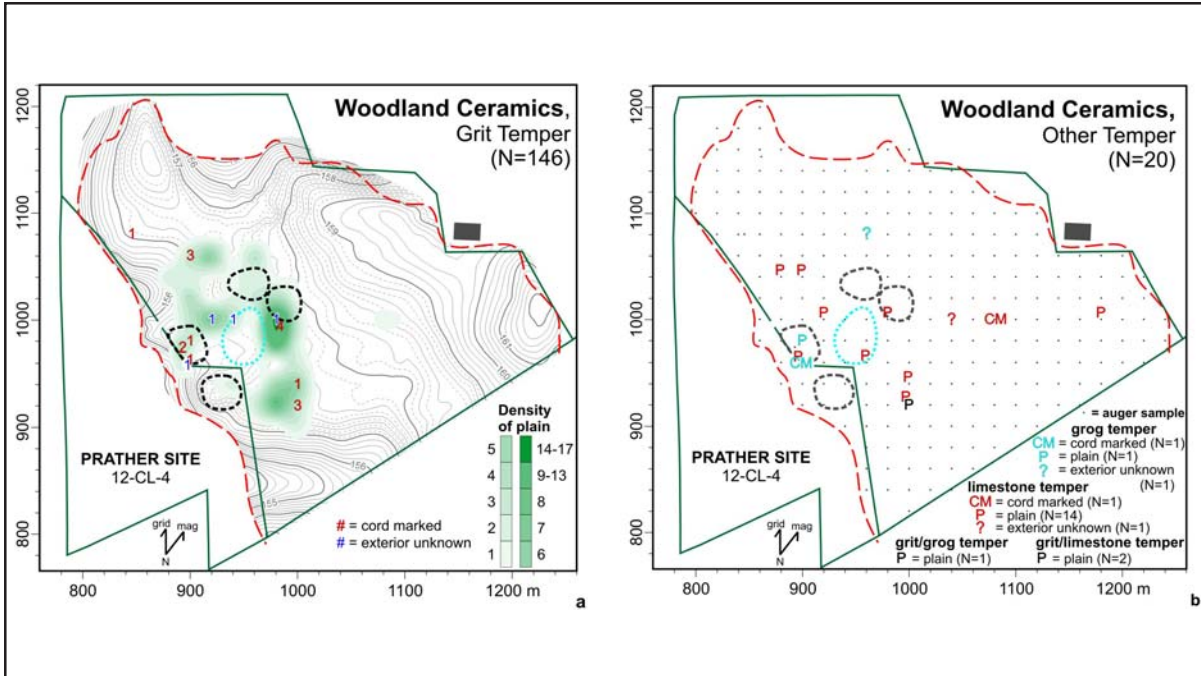 Woodland Ceramics,
Grit Temper
(N=146)
1200
1100
1000
900
800
157
156
158
159
158
161
160
156
155
1
3
1
1
1
4
2
1
1
1
1
3
PRATHER SITE
12-CL-4
grid mag
N
Density
of plain
5 14-17
4 9-13
3 8
2 7
1 6
# = cord marked
# = exterior unknown
800 900 1000 1100 1200 m
a
Woodland Ceramics,
Other Temper
(N=20)
1200
1100
1000
900
800
?
P P
P P ? CM P
P
P P
CM
P
P
P
PRATHER SITE
12-CL-4
grid mag
N
· = auger sample
grog temper
CM = cord marked (N=1)
P = plain (N=1)
? = exterior unknown
(N=1)
limestone temper
CM = cord marked (N=1)
P = plain (N=14)
? = exterior unknown (N=1)
grit/grog temper grit/limestone temper
P = plain (N=1) P = plain (N=2)
800 900 1000 1100 1200 m
b